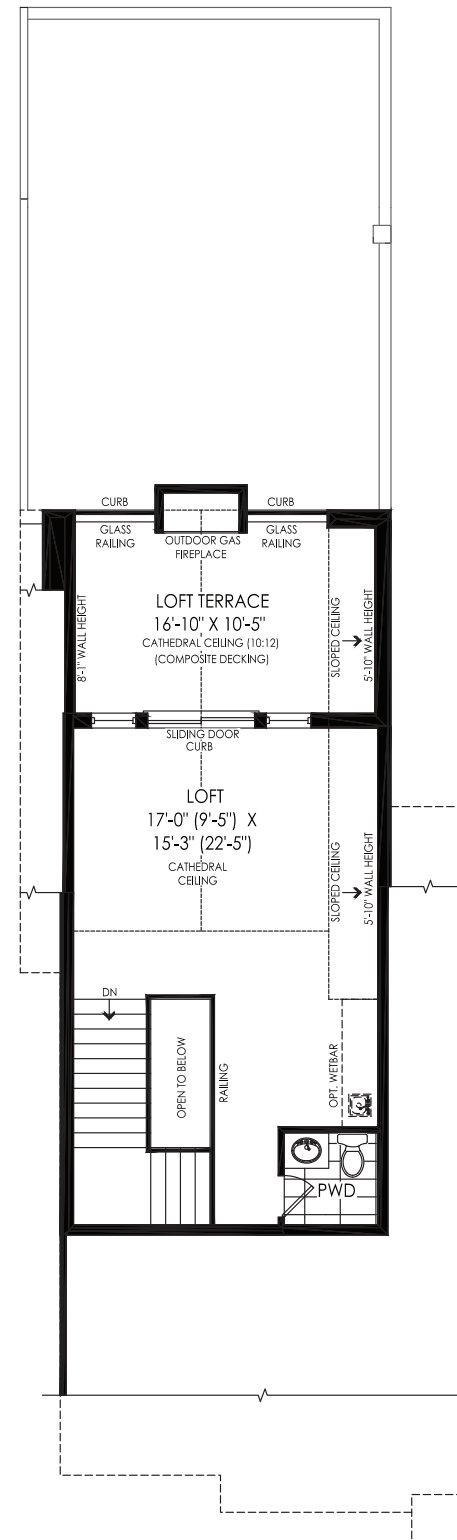 CURB
CURB
GLASS
RAILING
GLASS
RAILING
OUTDOOR GAS
FIREPLACE
LOFT TERRACE
16'-10" X 10'-5"
CATHEDRAL CEILING (10:12)
(COMPOSITE DECKING)
8'-1" WALL HEIGHT
SLOPED CEILING
5'-10" WALL HEIGHT
SLIDING DOOR
CURB
LOFT
17'-0" (9'-5") X
15'-3" (22'-5")
CATHEDRAL
CEILING
SLOPED CEILING
5'-10" WALL HEIGHT
DN
OPEN TO BELOW
RAILING
OPT. WETBAR
PWD